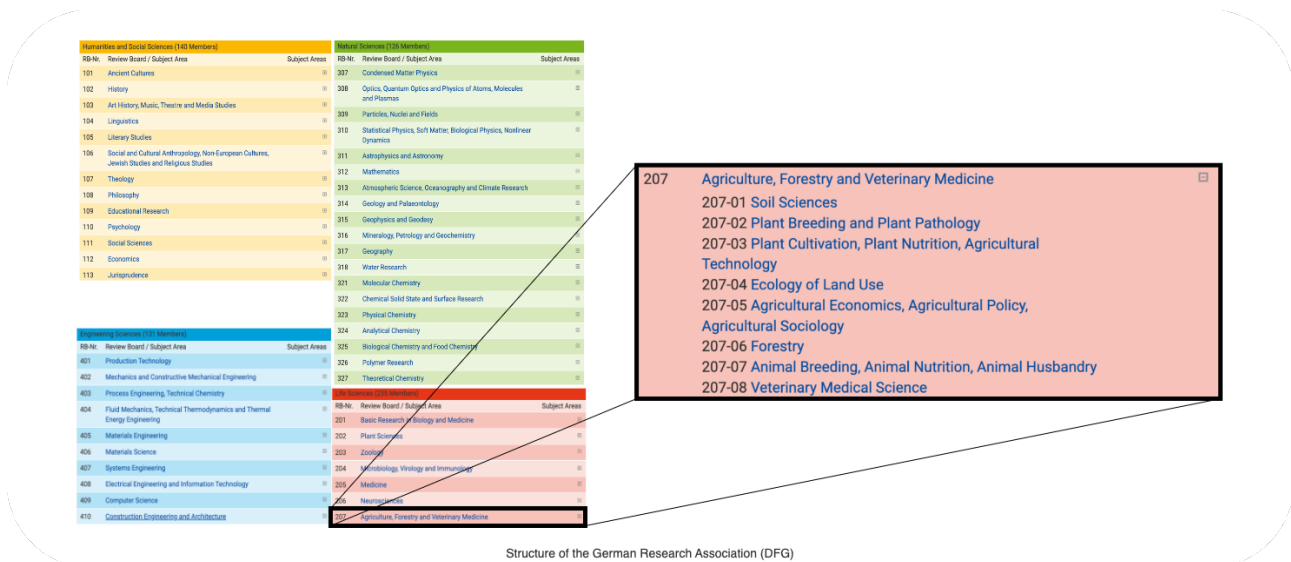 Humanities and Social Sciences (140 Members)
RB-Nr. Review Board / Subject Area Subject Areas
101 Ancient Cultures
102 History
103 Art History, Music, Theatre and Media Studies
104 Linguistics
105 Literary Studies
106 Social and Cultural Anthropology, Non-European Cultures,
Jewish Studies and Religious Studies
107 Theology
108 Philosophy
109 Educational Research
110 Psychology
111 Social Sciences
112 Economics
113 Jurisprudence
Engineering Sciences (131 Members)
RB-Nr. Review Board / Subject Area Subject Areas
401 Production Technology
402 Mechanics and Constructive Mechanical Engineering
403 Process Engineering, Technical Chemistry
404 Fluid Mechanics, Technical Thermodynamics and Thermal
Energy Engineering
405 Materials Engineering
406 Materials Science
407 Systems Engineering
408 Electrical Engineering and Information Technology
409 Computer Science
410 Construction Engineering and Architecture
Natural Sciences (126 Members)
RB-Nr. Review Board / Subject Area Subject Areas
307 Condensed Matter Physics
308 Optics, Quantum Optics and Physics of Atoms, Molecules
and Plasmas
309 Particles, Nuclei and Fields
310 Statistical Physics, Soft Matter, Biological Physics, Nonlinear
Dynamics
311 Astrophysics and Astronomy
312 Mathematics
313 Atmospheric Science, Oceanography and Climate Research
314 Geology and Palaeontology
315 Geophysics and Geodesy
316 Mineralogy, Petrology and Geochemistry
317 Geography
318 Water Research
321 Molecular Chemistry
322 Chemical Solid State and Surface Research
323 Physical Chemistry
324 Analytical Chemistry
325 Biological Chemistry and Food Chemistry
326 Polymer Research
327 Theoretical Chemistry
Life Sciences (235 Members)
RB-Nr. Review Board / Subject Area Subject Areas
201 Basic Research in Biology and Medicine
202 Plant Sciences
203 Zoology
204 Microbiology, Virology and Immunology
205 Medicine
206 Neurosciences
207 Agriculture, Forestry and Veterinary Medicine
207 Agriculture, Forestry and Veterinary Medicine
207-01 Soil Sciences
207-02 Plant Breeding and Plant Pathology
207-03 Plant Cultivation, Plant Nutrition, Agricultural
Technology
207-04 Ecology of Land Use
207-05 Agricultural Economics, Agricultural Policy,
Agricultural Sociology
207-06 Forestry
207-07 Animal Breeding, Animal Nutrition, Animal Husbandry
207-08 Veterinary Medical Science
Structure of the German Research Association (DFG)